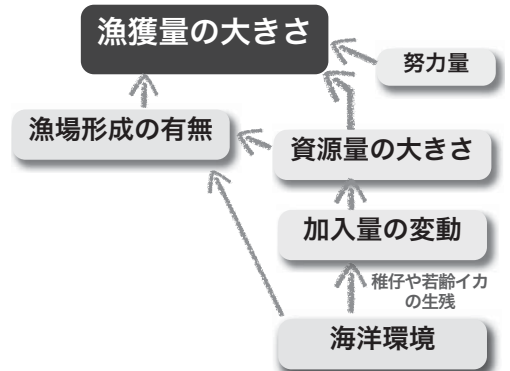 漁獲量の大きさ
努力量
漁場形成の有無
資源量の大きさ
加入量の変動
稚仔や若齢イカ
の生残
海洋環境